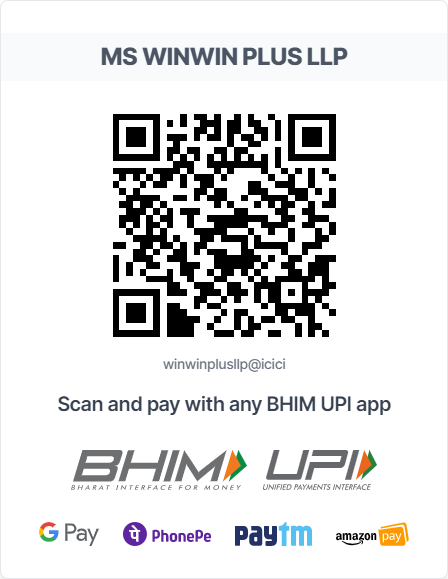 MS WINWIN PLUS LLP
winwinplusllp@icici
Scan and pay with any BHIM UPI app
BHIM UPI
BHARAT INTERFACE FOR MONEY UNIFIED PAYMENTS INTERFACE
G Pay पे PhonePe paytm amazon pay